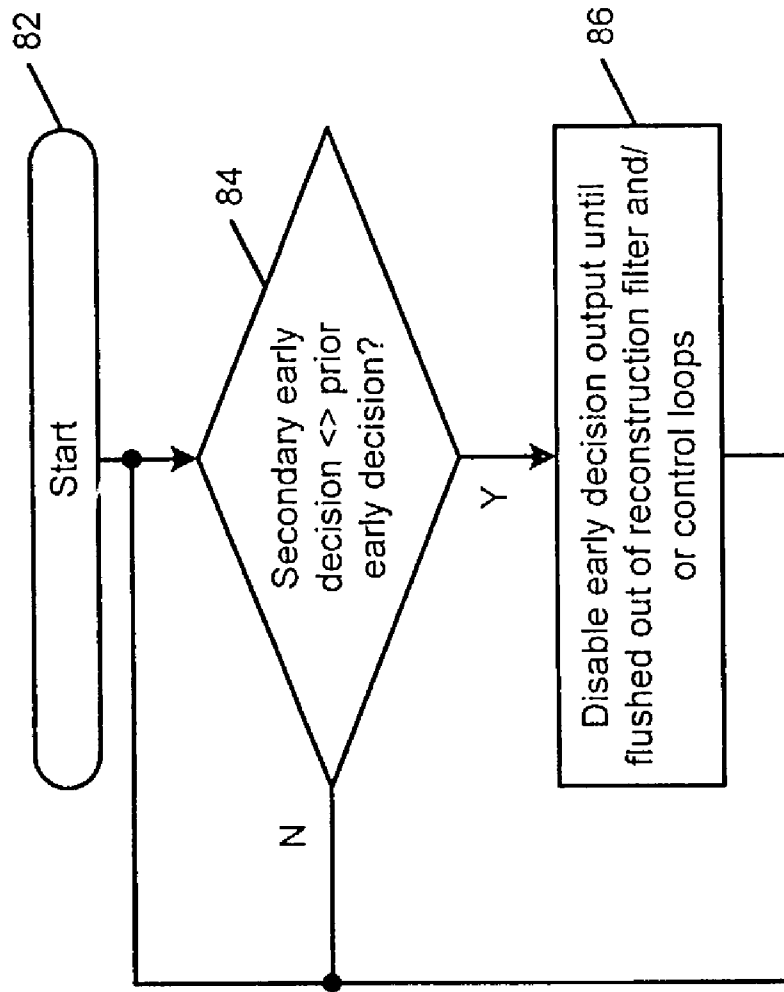 Start
82
Secondary early
decision <> prior
early decision?
84
N
Y
Disable early decision output until
flushed out of reconstruction filter and/
or control loops
86